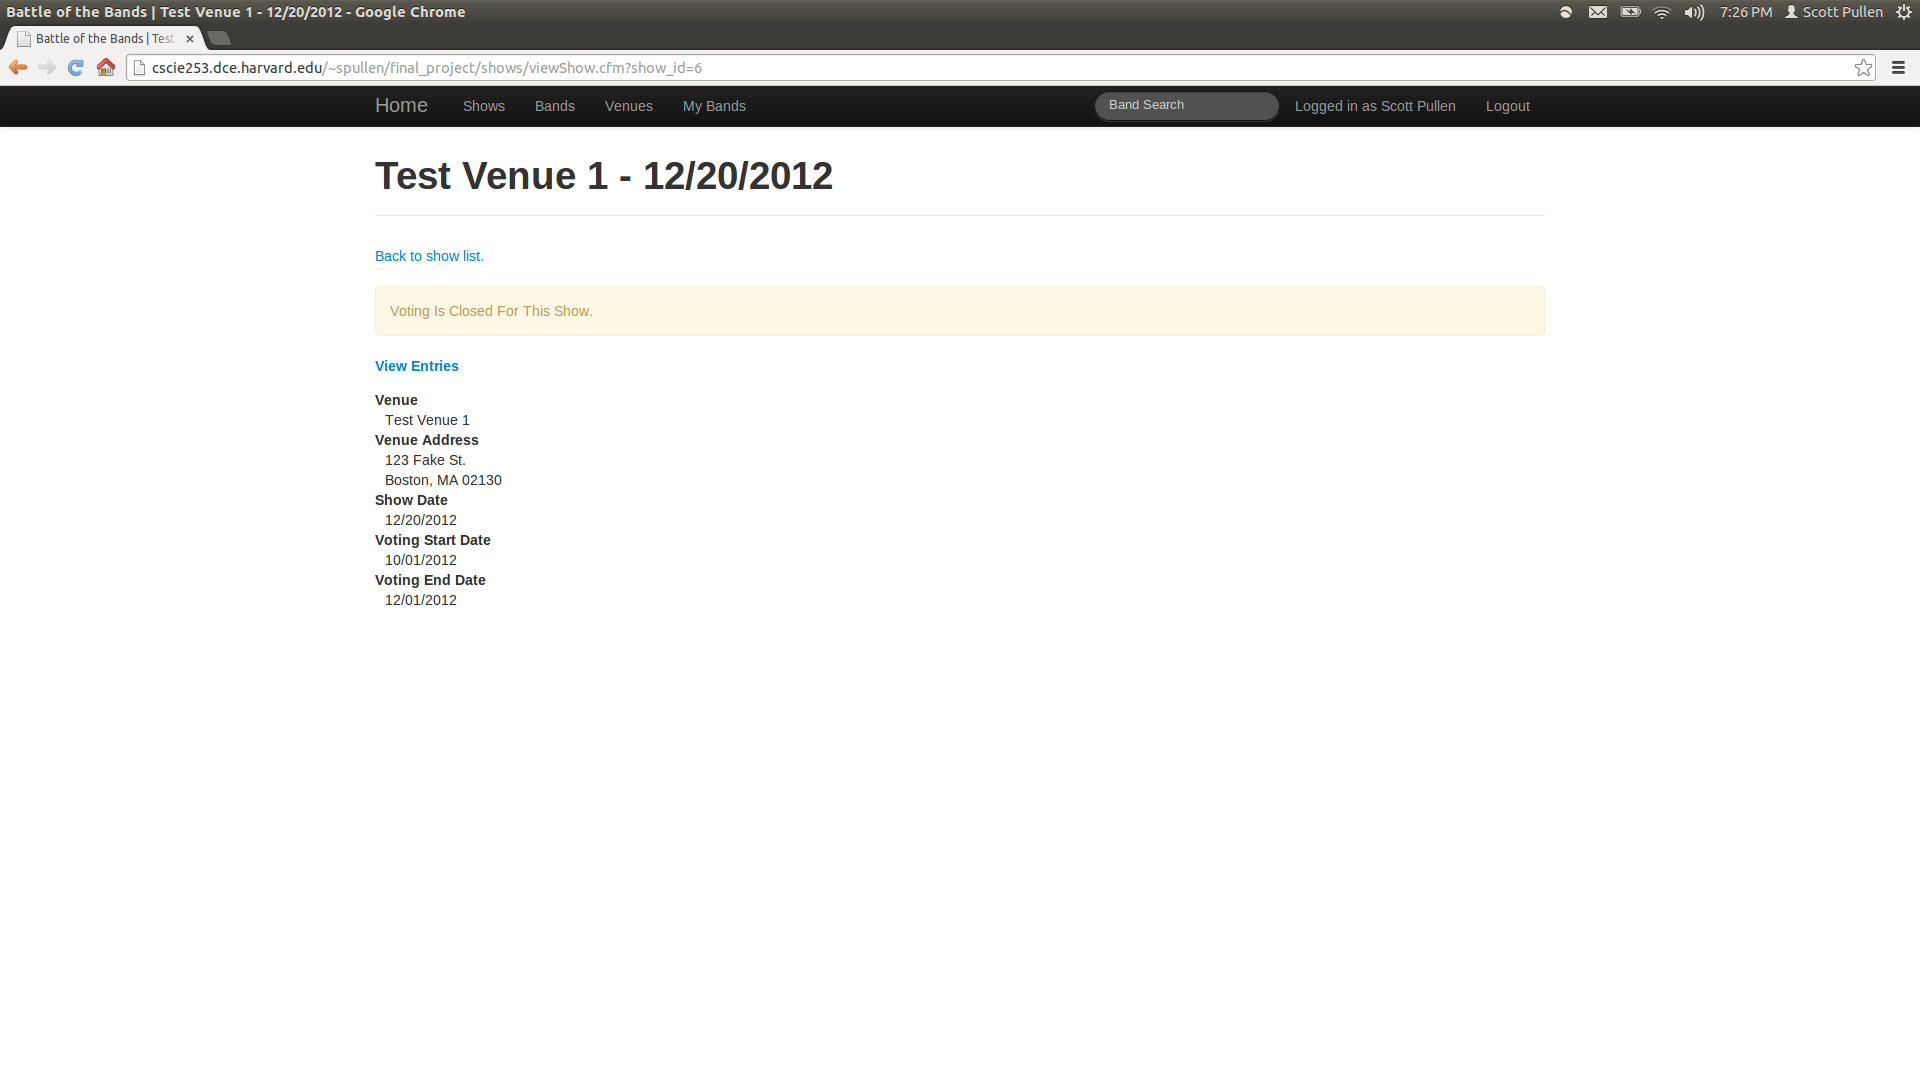 Battle of the Bands | Test Venue 1 - 12/20/2012 - Google Chrome
7:26 PM Scott Pullen
Battle of the Bands | Test
cscie253.dce.harvard.edu/~spullen/final_project/shows/viewShow.cfm?show_id=6
Home Shows Bands Venues My Bands Band Search Logged in as Scott Pullen Logout
Test Venue 1 - 12/20/2012
Back to show list.
Voting Is Closed For This Show.
View Entries
Venue
Test Venue 1
Venue Address
123 Fake St.
Boston, MA 02130
Show Date
12/20/2012
Voting Start Date
10/01/2012
Voting End Date
12/01/2012